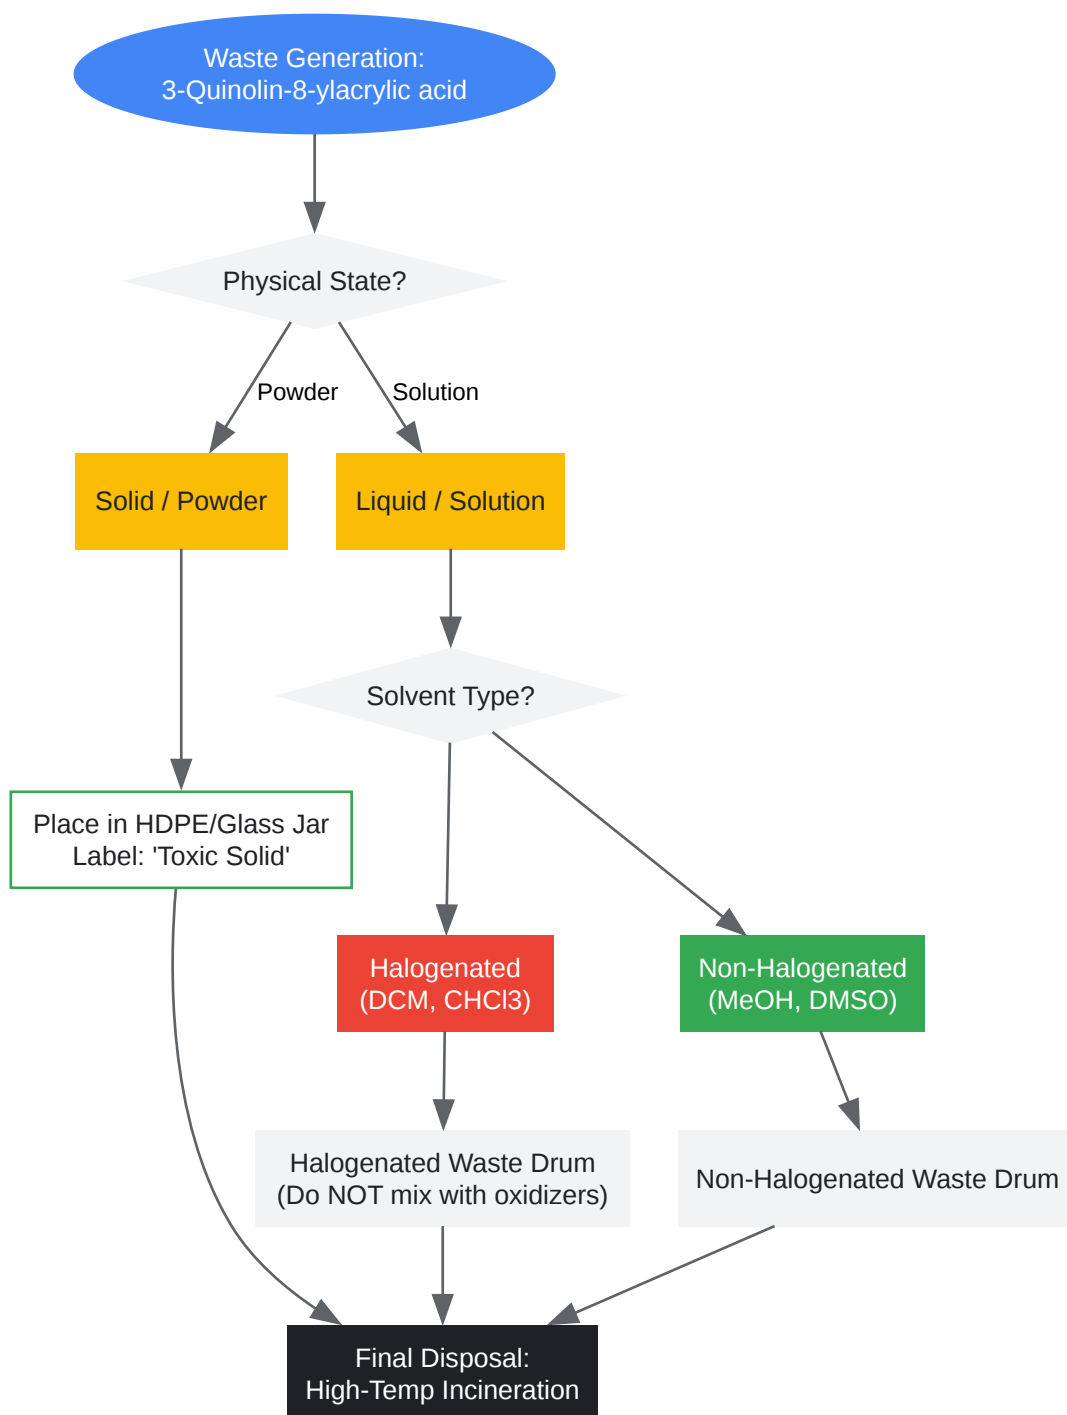 Waste Generation:
3-Quinolin-8-ylacrylic acid
Physical State?
Powder
Solution
Solid / Powder
Liquid / Solution
Solvent Type?
Place in HDPE/Glass Jar
Label: 'Toxic Solid'
Halogenated
(DCM, CHCl3)
Non-Halogenated
(MeOH, DMSO)
Halogenated Waste Drum
(Do NOT mix with oxidizers)
Non-Halogenated Waste Drum
Final Disposal:
High-Temp Incineration